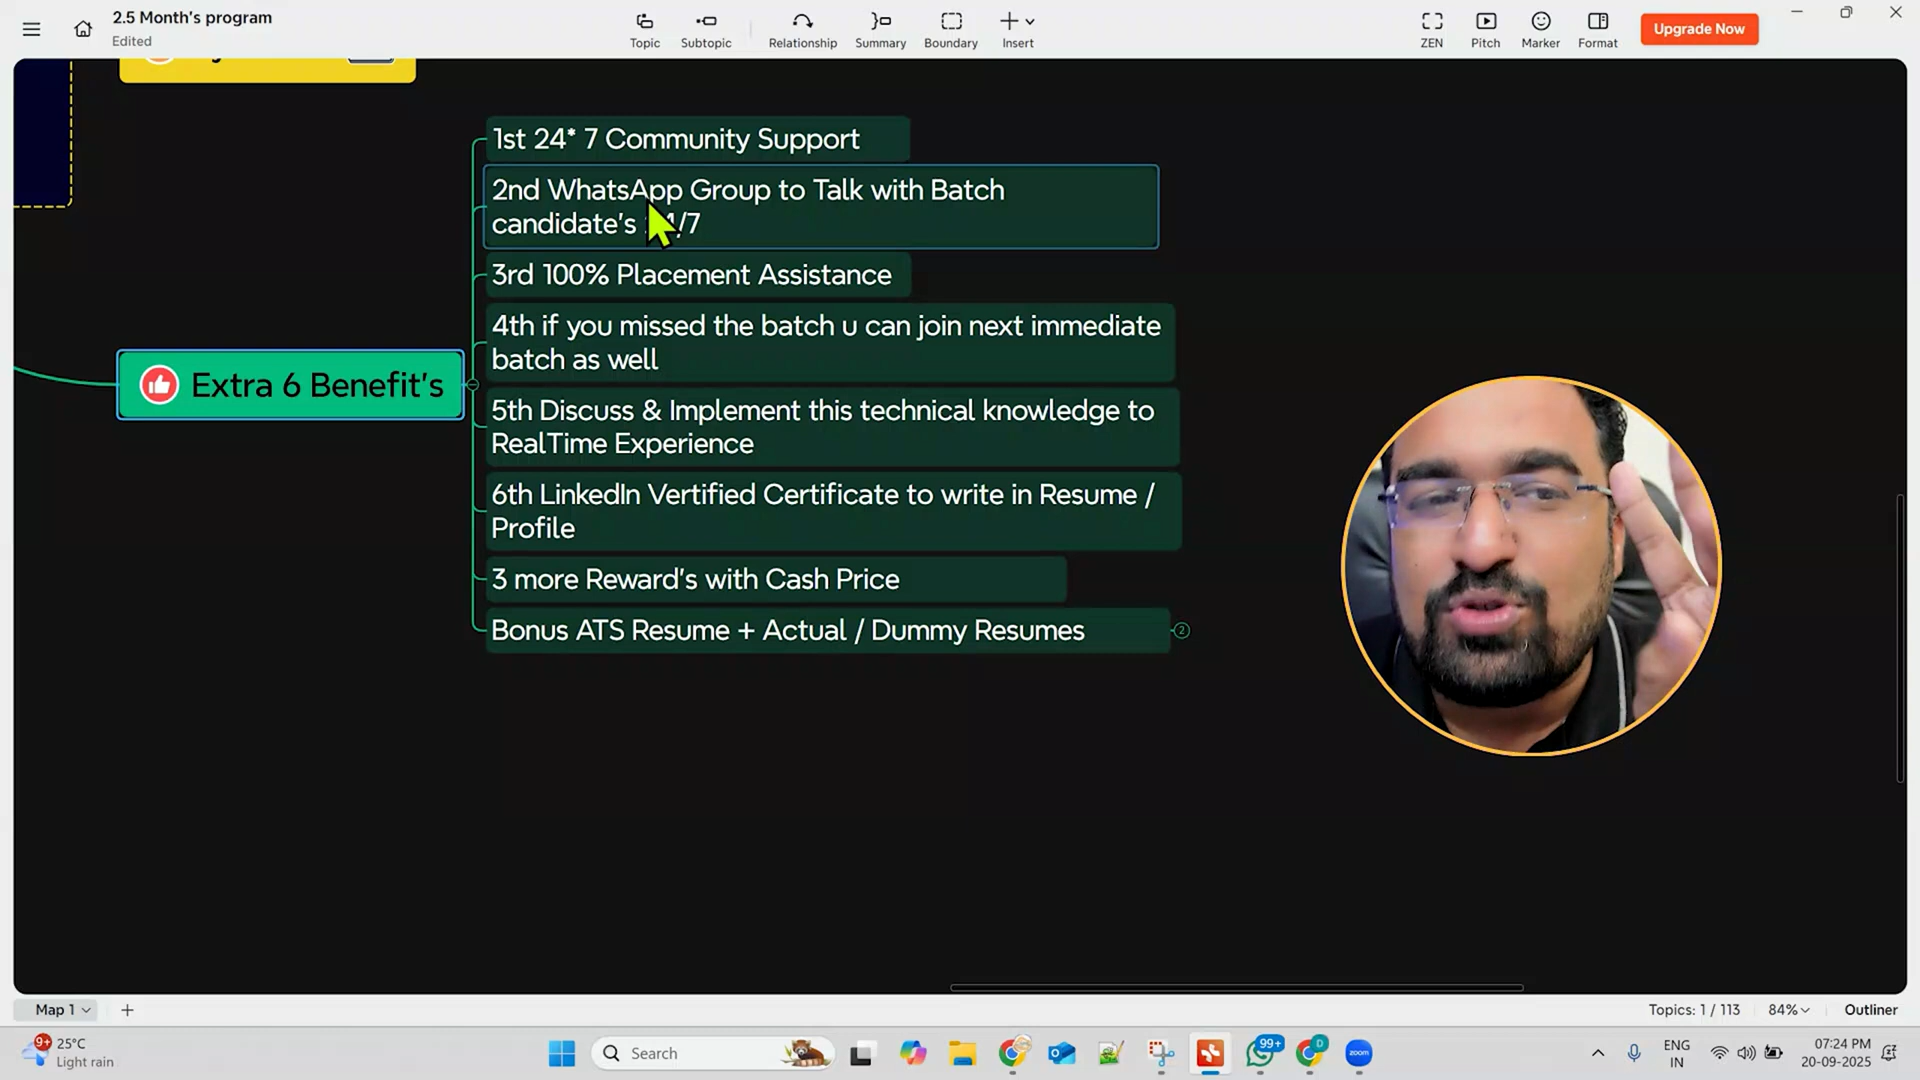 2.5 Month's program
Edited
Topic
Subtopic
Relationship
Summary
Boundary
Insert
ZEN
Pitch
Marker
Format
Upgrade Now
1st 24* 7 Community Support
2nd WhatsApp Group to Talk with Batch
candidate's /7
3rd 100% Placement Assistance
4th if you missed the batch u can join next immediate
batch as well
Extra 6 Benefit's
5th Discuss & Implement this technical knowledge to
RealTime Experience
6th LinkedIn Vertified Certificate to write in Resume /
Profile
3 more Reward's with Cash Price
Bonus ATS Resume + Actual / Dummy Resumes
2
Map 1
Topics: 1 / 113
84%
Outliner
9+
25°C
Light rain
Search
99+
D
zoom
ENG
IN
07:24 PM
20-09-2025